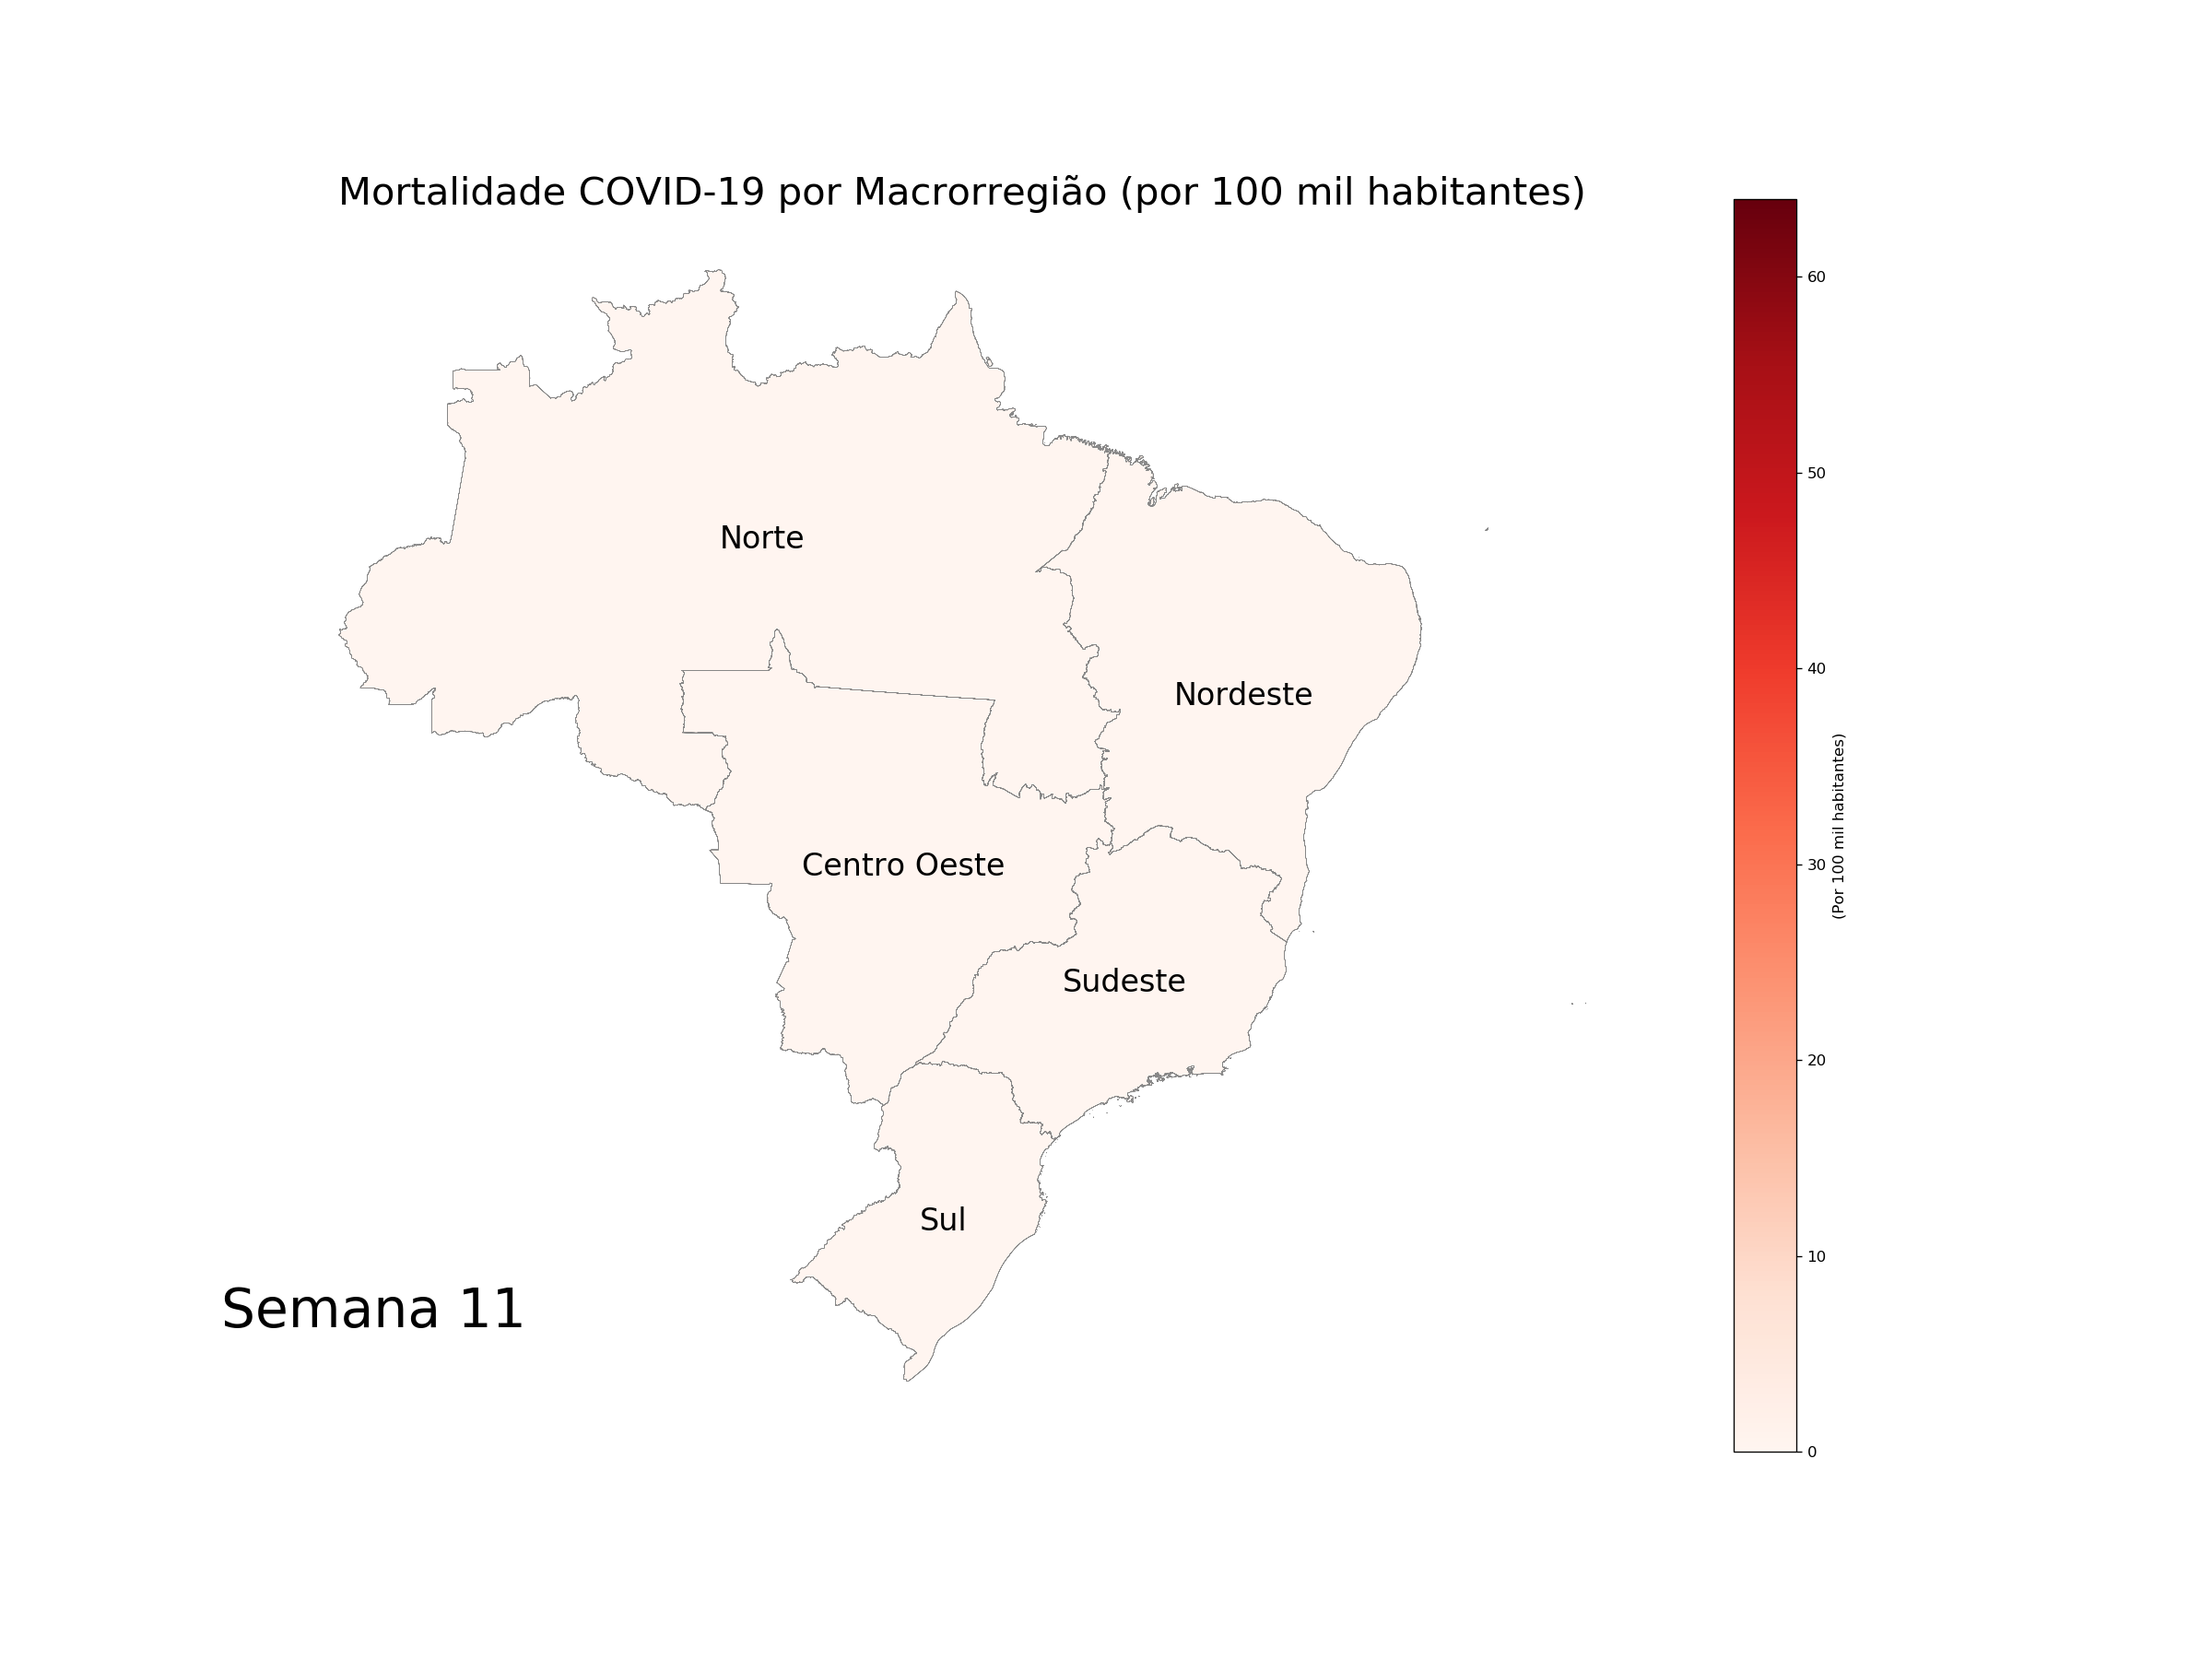 Mortalidade COVID-19 por Macrorregião (por 100 mil habitantes)
Norte
Nordeste
Centro Oeste
Sudeste
Sul
Semana 11
60
50
40
30
20
10
0
(Por 100 mil habitantes)